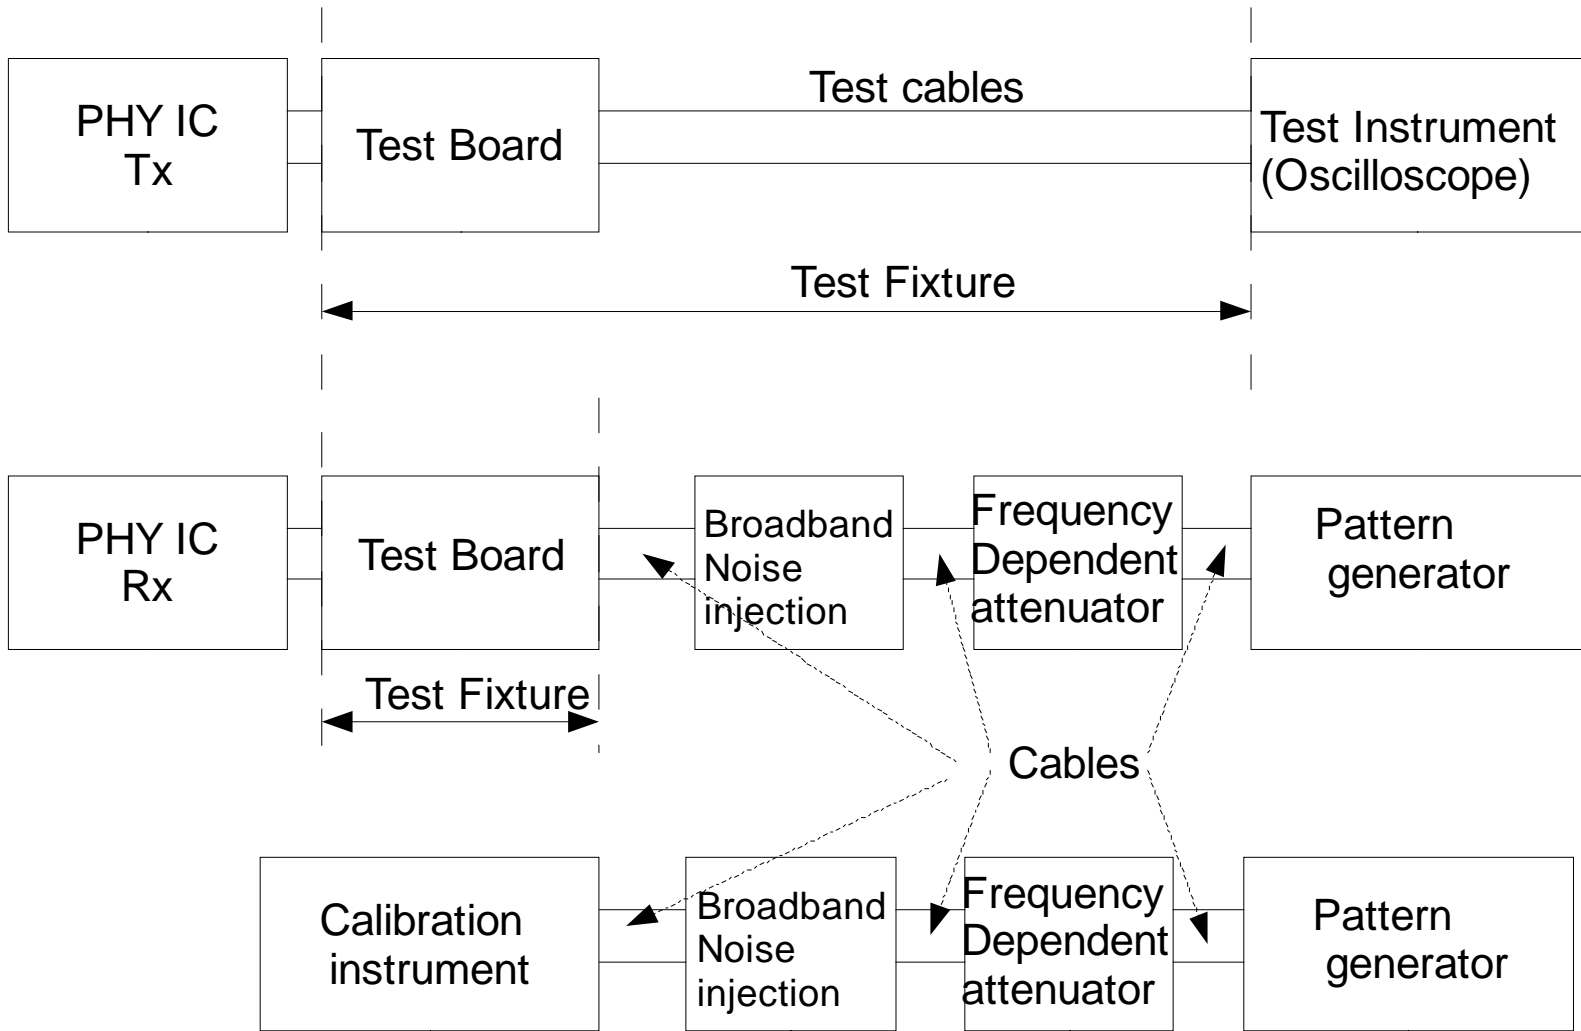 PHY IC
Tx
Test Board
Test cables
Test Instrument
(Oscilloscope)
Test Fixture
PHY IC
Rx
Test Board
Broadband
Noise
injection
Frequency
Dependent
attenuator
Pattern
generator
Test Fixture
Cables
Calibration
instrument
Broadband
Noise
injection
Frequency
Dependent
attenuator
Pattern
generator